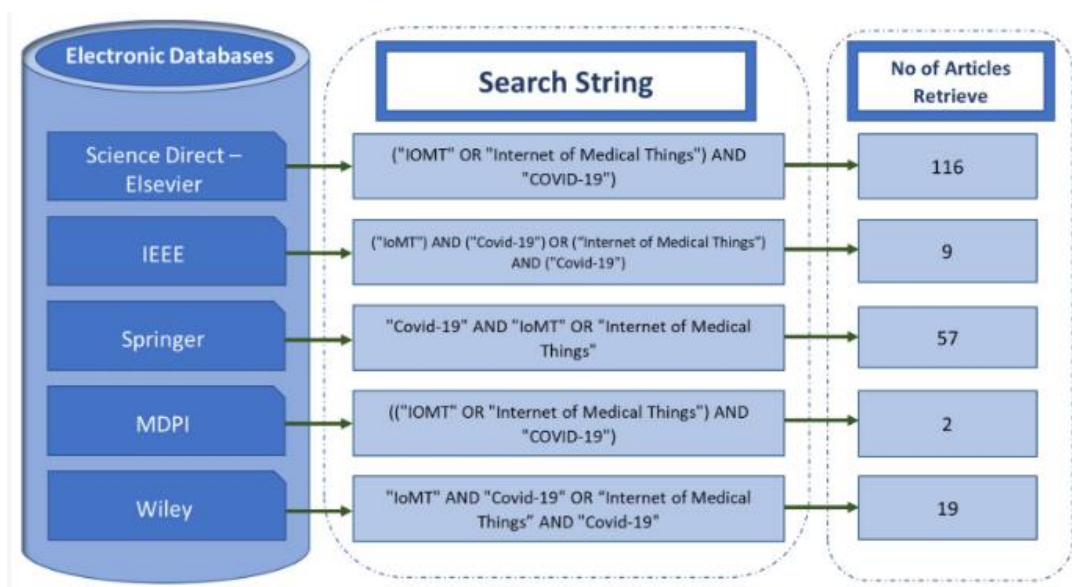 Electronic Databases
Search String
No of Articles
Retrieve
Science Direct –
Elsevier
("IOMT" OR "Internet of Medical Things") AND
"COVID-19")
116
IEEE
("IoMT") AND ("Covid-19") OR (“Internet of Medical Things”)
AND ("Covid-19")
9
Springer
"Covid-19" AND "IoMT" OR “Internet of Medical
Things"
57
MDPI
(("IOMT" OR "Internet of Medical Things") AND
"COVID-19")
2
Wiley
"IoMT" AND "Covid-19" OR “Internet of Medical
Things” AND "Covid-19"
19